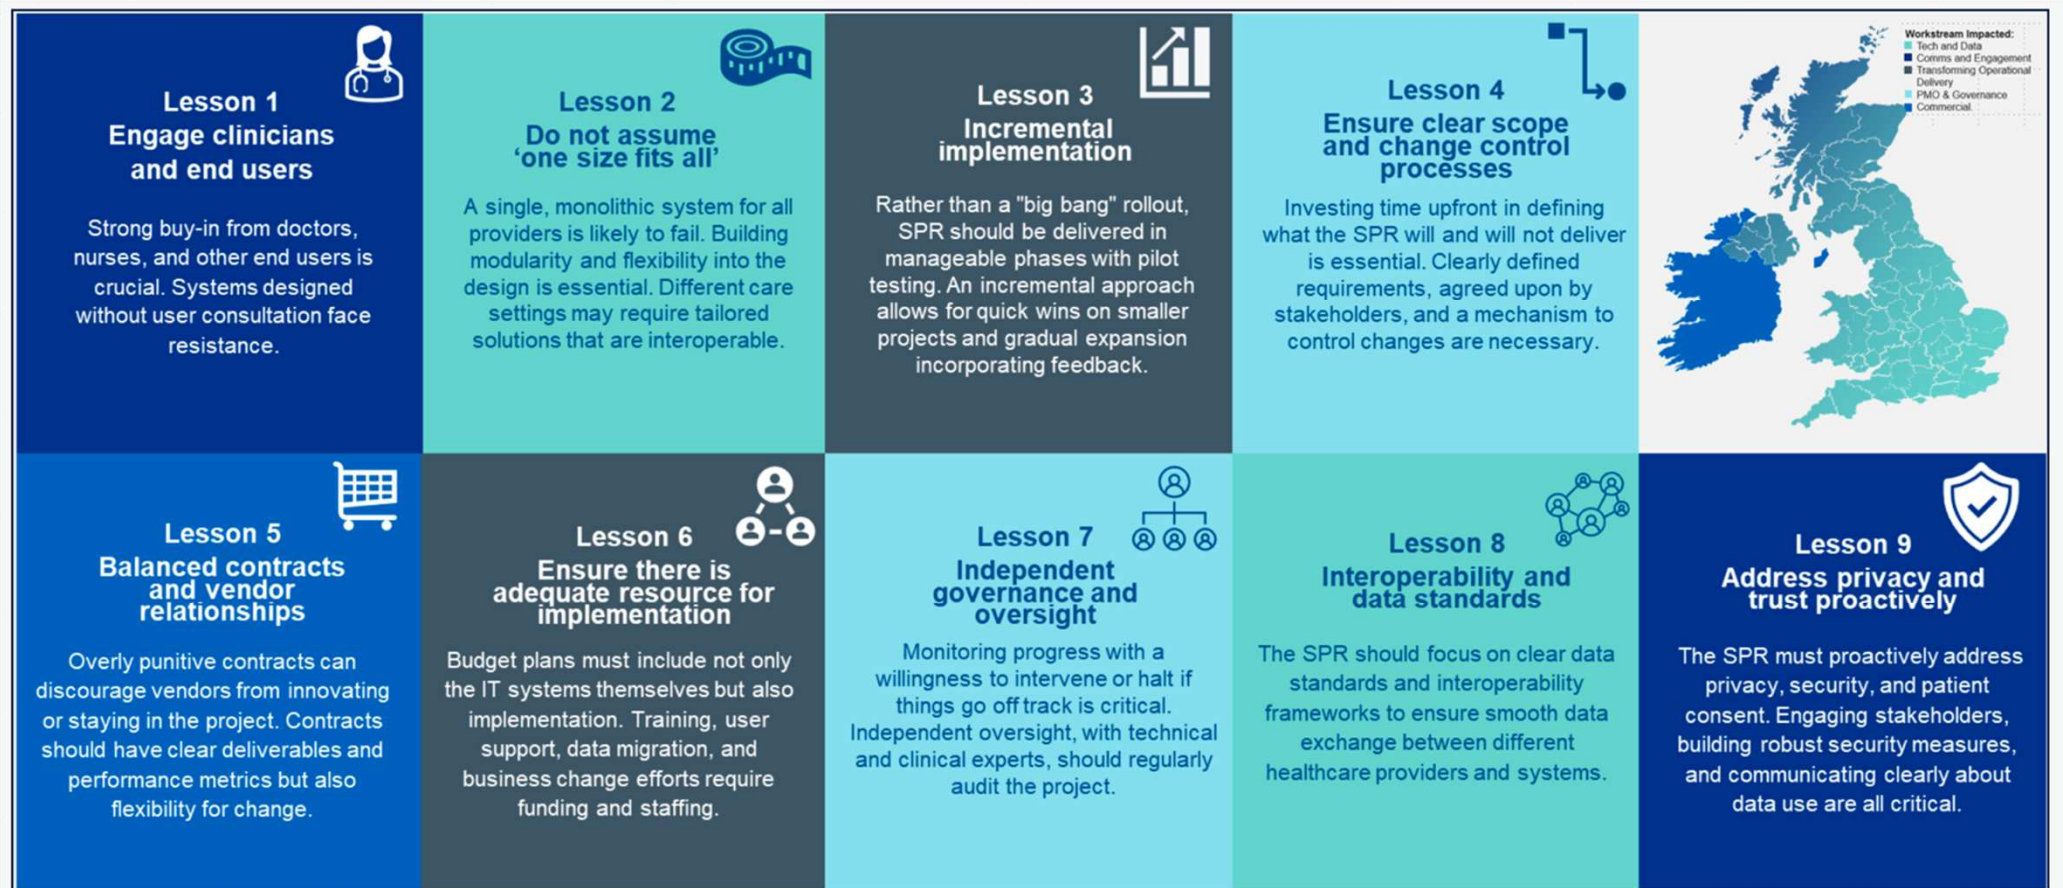 Lesson 1
Engage clinicians
and end users
Strong buy-in from doctors,
nurses, and other end users is
crucial. Systems designed
without user consultation face
resistance.
Lesson 2
Do not assume
‘one size fits all’
A single, monolithic system for all
providers is likely to fail. Building
modularity and flexibility into the
design is essential. Different care
settings may require tailored
solutions that are interoperable.
Lesson 3
Incremental
implementation
Rather than a "big bang" rollout,
SPR should be delivered in
manageable phases with pilot
testing. An incremental approach
allows for quick wins on smaller
projects and gradual expansion
incorporating feedback.
Lesson 4
Ensure clear scope
and change control
processes
Investing time upfront in defining
what the SPR will and will not deliver
is essential. Clearly defined
requirements, agreed upon by
stakeholders, and a mechanism to
control changes are necessary.
Workstream Impacted:
Tech and Data
Comms and Engagement
Transforming Operational
Delivery
PMO & Governance
Commercial
Lesson 5
Balanced contracts
and vendor
relationships
Overly punitive contracts can
discourage vendors from innovating
or staying in the project. Contracts
should have clear deliverables and
performance metrics but also
flexibility for change.
Lesson 6
Ensure there is
adequate resource for
implementation
Budget plans must include not only
the IT systems themselves but also
implementation. Training, user
support, data migration, and
business change efforts require
funding and staffing.
Lesson 7
Independent
governance and
oversight
Monitoring progress with a
willingness to intervene or halt if
things go off track is critical.
Independent oversight, with technical
and clinical experts, should regularly
audit the project.
Lesson 8
Interoperability and
data standards
The SPR should focus on clear data
standards and interoperability
frameworks to ensure smooth data
exchange between different
healthcare providers and systems.
Lesson 9
Address privacy and
trust proactively
The SPR must proactively address
privacy, security, and patient
consent. Engaging stakeholders,
building robust security measures,
and communicating clearly about
data use are all critical.